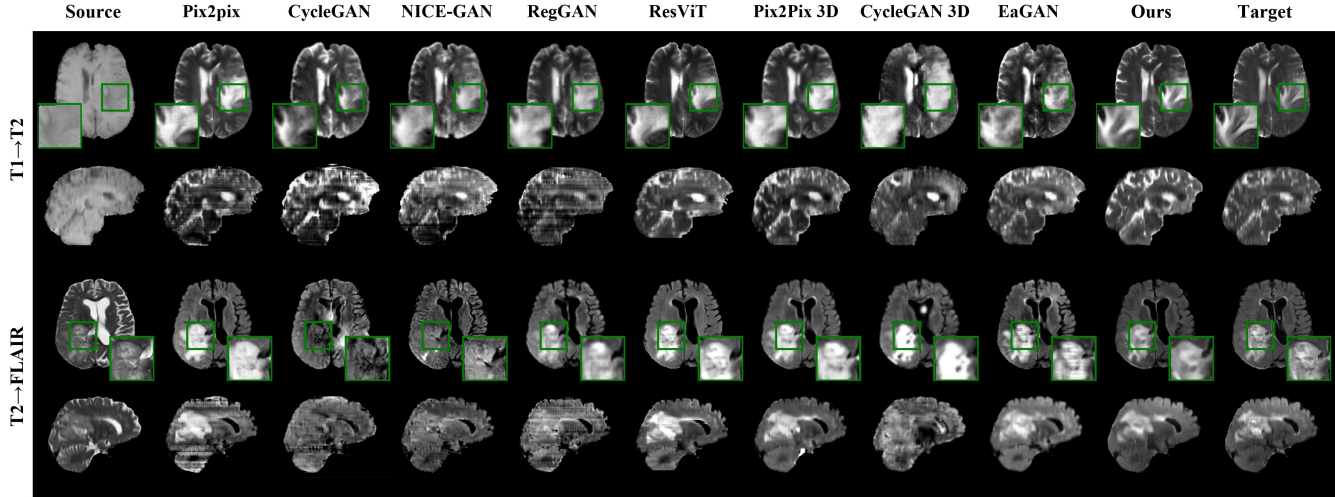 Source Pix2pix CycleGAN NICE-GAN RegGAN ResViT Pix2Pix 3D CycleGAN 3D EaGAN Ours Target
T1→T2
T2→FLAIR